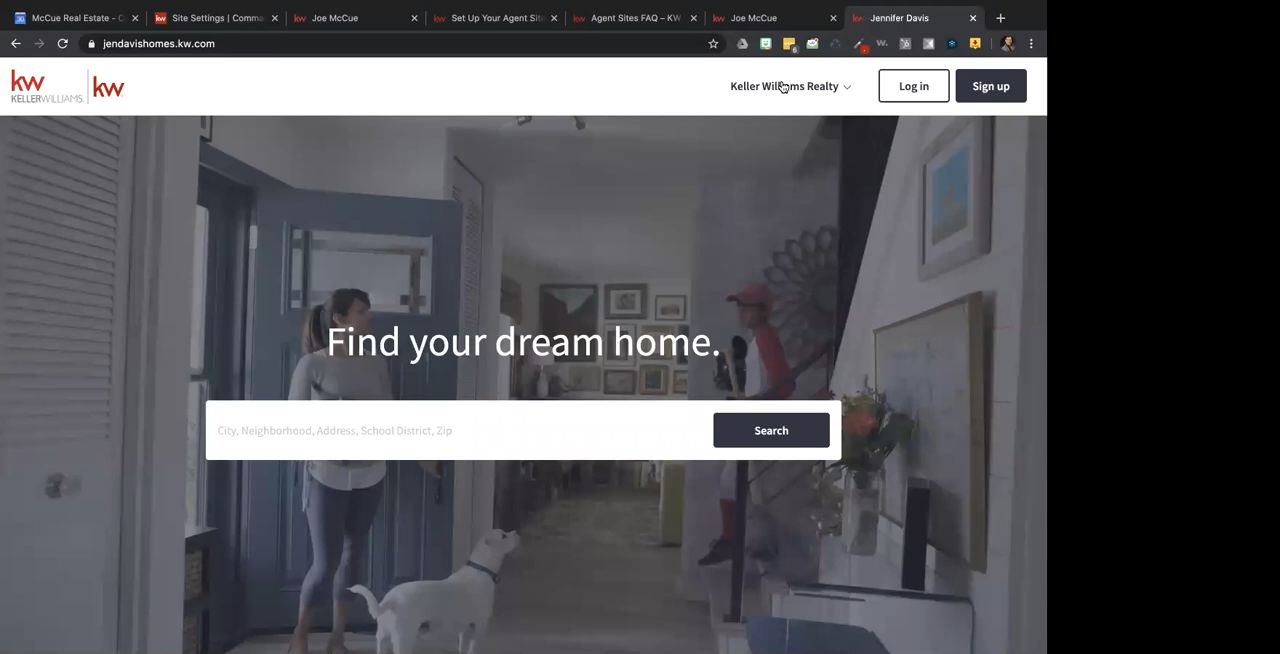 McCue Real Estate - C
Site Settings | Comma
Joe McCue
Set Up Your Agent Sit
Agent Sites FAQ – KW
Joe McCue
Jennifer Davis
jendavishomes.kw.com
6
W.
kw
KELLERWILLIAMS.
kw
Keller Williams Realty
Log in
Sign up
Find your dream home.
City, Neighborhood, Address, School District, Zip
Search